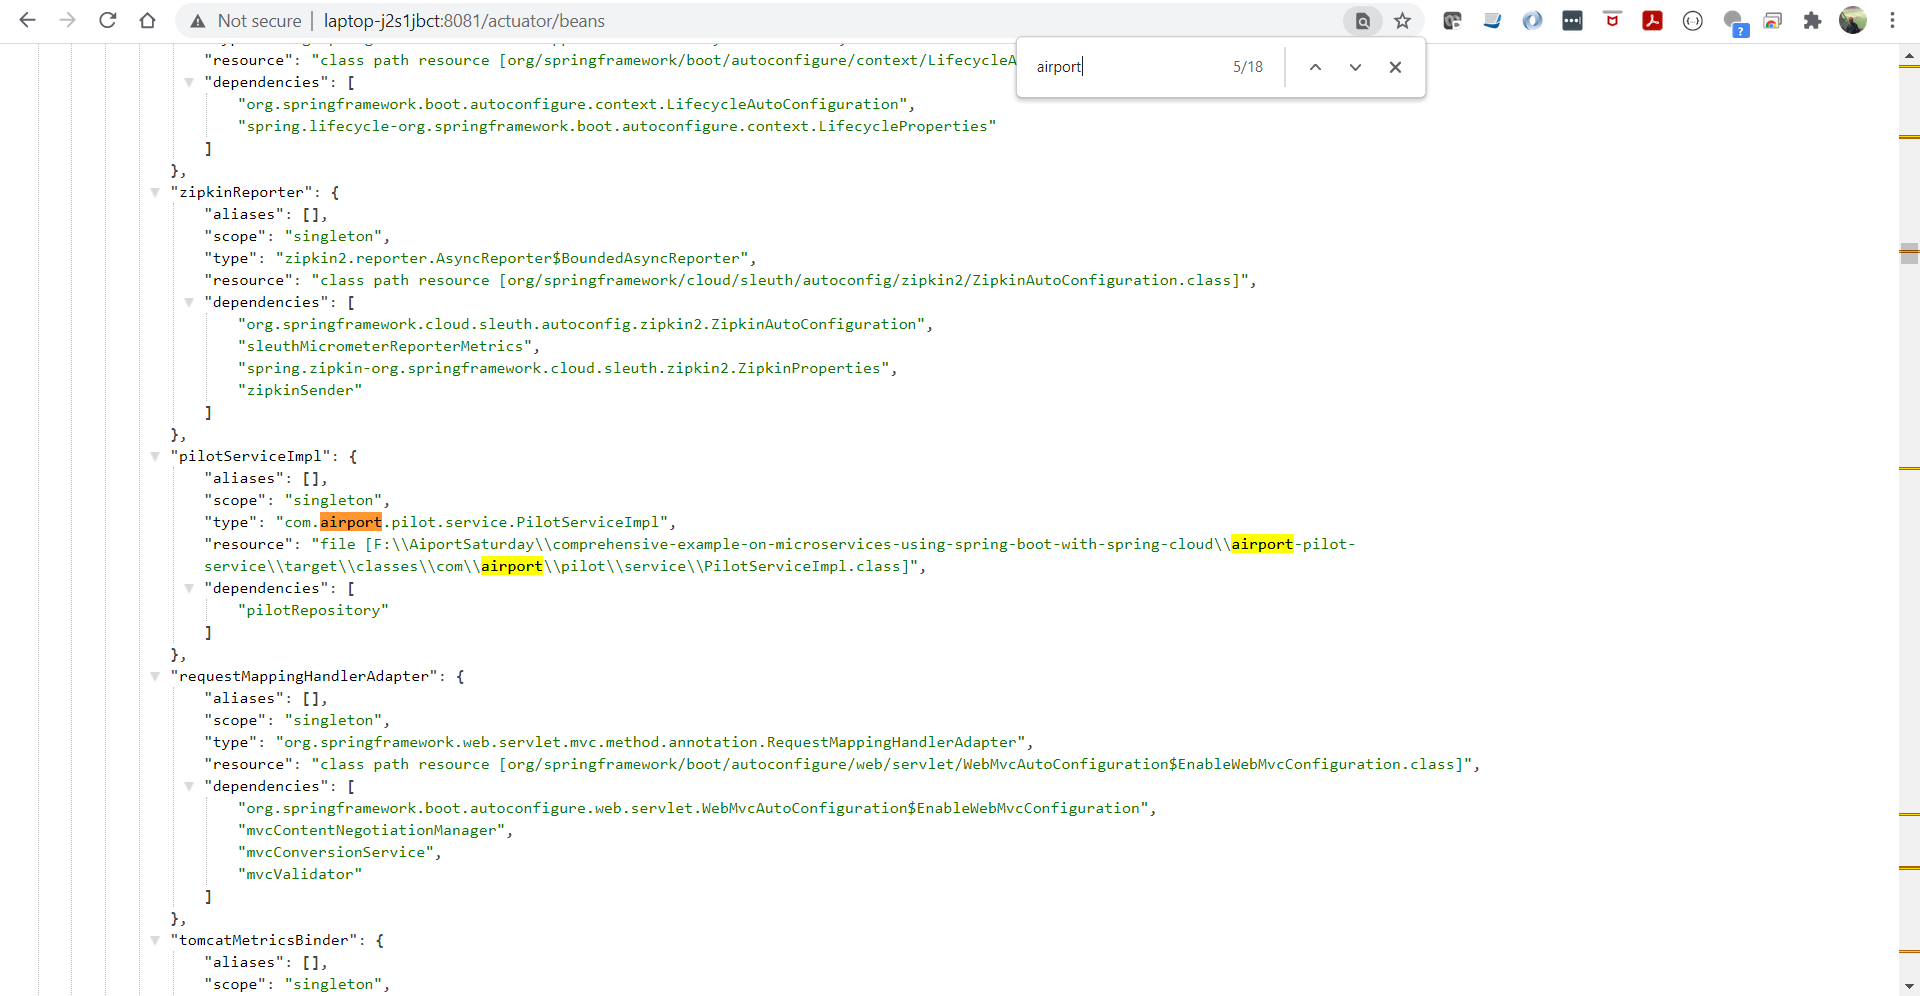 Not secure | laptop-j2s1jbct:8081/actuator/beans
airport 5/18
"resource": "class path resource [org/springframework/boot/autoconfigure/context/LifecycleA
"dependencies": [
"org.springframework.boot.autoconfigure.context.LifecycleAutoConfiguration",
"spring.lifecycle-org.springframework.boot.autoconfigure.context.LifecycleProperties"
]
},
"zipkinReporter": {
"aliases": [],
"scope": "singleton",
"type": "zipkin2.reporter.AsyncReporter$BoundedAsyncReporter",
"resource": "class path resource [org/springframework/cloud/sleuth/autoconfig/zipkin2/ZipkinAutoConfiguration.class]",
"dependencies": [
"org.springframework.cloud.sleuth.autoconfig.zipkin2.ZipkinAutoConfiguration",
"sleuthMicrometerReporterMetrics",
"spring.zipkin-org.springframework.cloud.sleuth.zipkin2.ZipkinProperties",
"zipkinSender"
]
},
"pilotServiceImpl": {
"aliases": [],
"scope": "singleton",
"type": "com.airport.pilot.service.PilotServiceImpl",
"resource": "file [F:\\AiportSaturday\\comprehensive-example-on-microservices-using-spring-boot-with-spring-cloud\\airport-pilot-
service\\target\\classes\\com\\airport\\pilot\\service\\PilotServiceImpl.class]",
"dependencies": [
"pilotRepository"
]
},
"requestMappingHandlerAdapter": {
"aliases": [],
"scope": "singleton",
"type": "org.springframework.web.servlet.mvc.method.annotation.RequestMappingHandlerAdapter",
"resource": "class path resource [org/springframework/boot/autoconfigure/web/servlet/WebMvcAutoConfiguration$EnableWebMvcConfiguration.class]",
"dependencies": [
"org.springframework.boot.autoconfigure.web.servlet.WebMvcAutoConfiguration$EnableWebMvcConfiguration",
"mvcContentNegotiationManager",
"mvcConversionService",
"mvcValidator"
]
},
"tomcatMetricsBinder": {
"aliases": [],
"scope": "singleton",